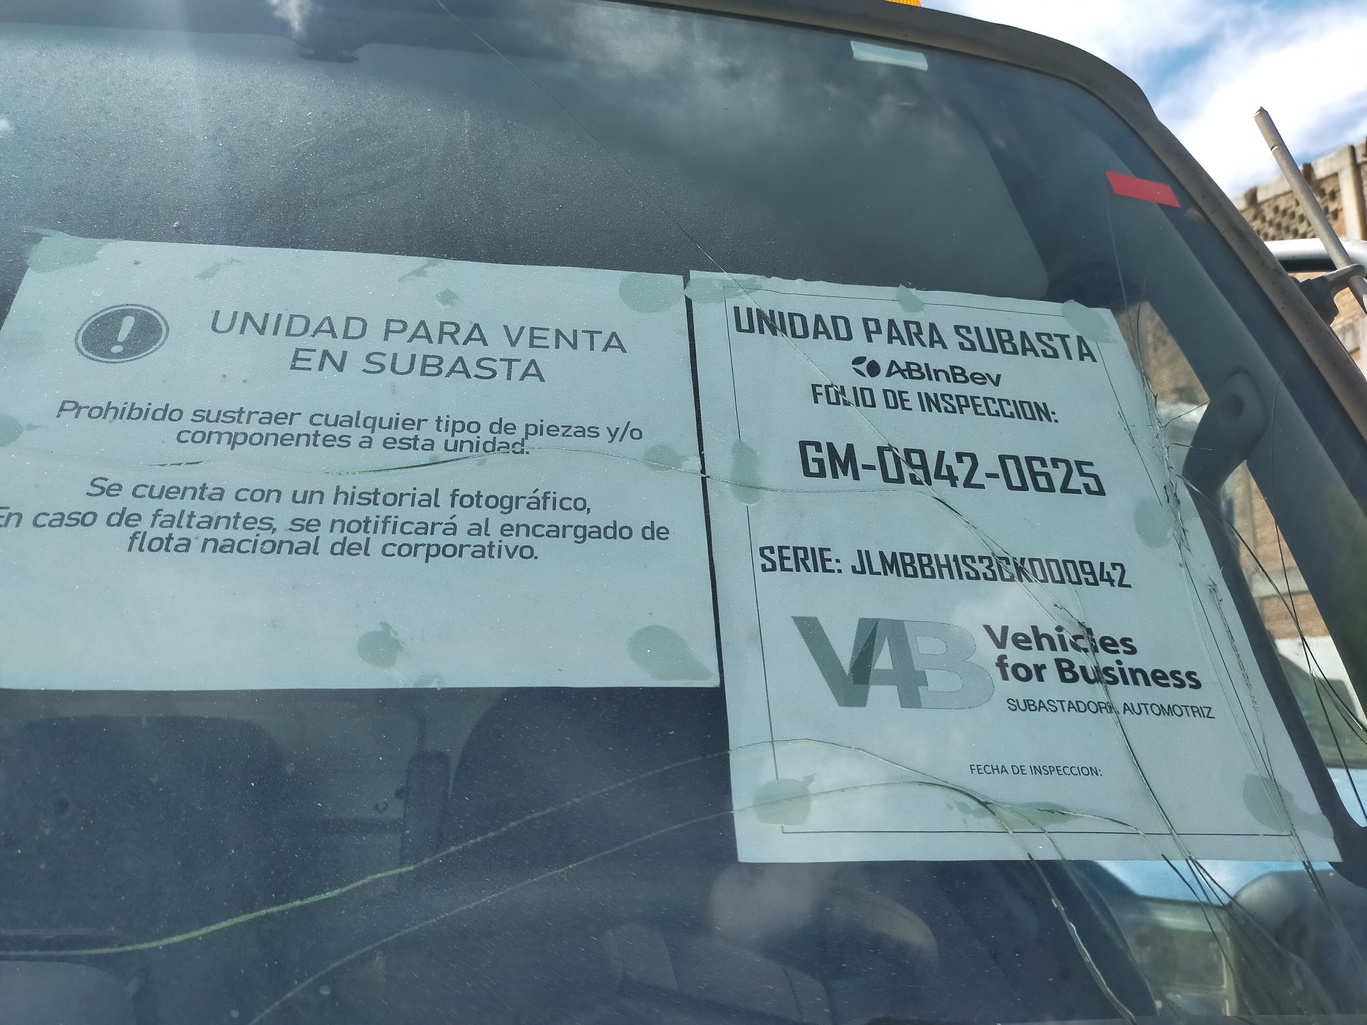 !
UNIDAD PARA VENTA
EN SUBASTA
Prohibido sustraer cualquier tipo de piezas y/o
componentes a esta unidad.
Se cuenta con un historial fotográfico,
En caso de faltantes, se notificará al encargado de
flota nacional del corporativo.
UNIDAD PARA SUBASTA
ABInBev
FOLIO DE INSPECCION:
GM-0942-0625
SERIE: JLMBBH1S3CK000942
V4B
Vehicles
for Business
SUBASTADORA AUTOMOTRIZ
FECHA DE INSPECCION: